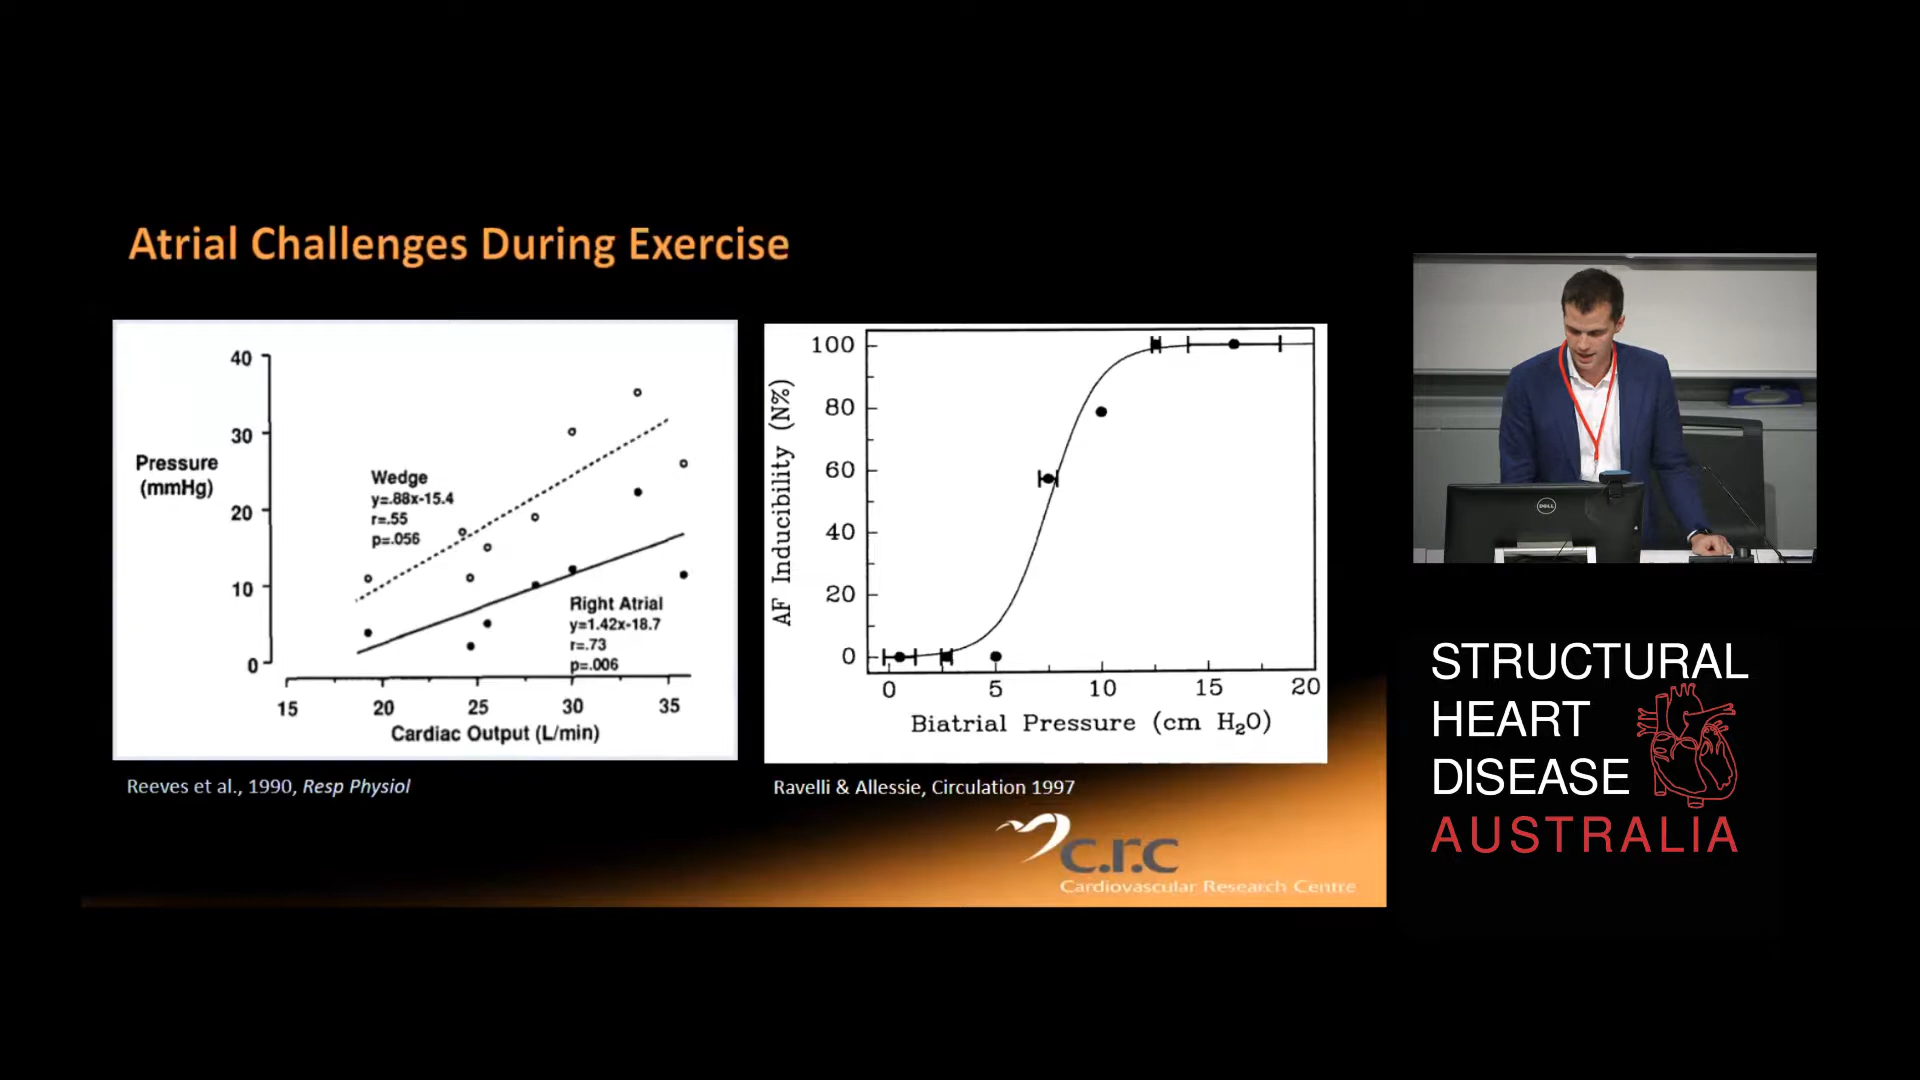 Atrial Challenges During Exercise
40
30
20
10
0
Pressure
(mmHg)
Wedge
y=.88x-15.4
r=.55
p=.056
Right Atrial
y=1.42x-18.7
r=.73
p=.006
15 20 25 30 35
Cardiac Output (L/min)
Reeves et al., 1990, Resp Physiol
100
80
60
40
20
0
AF Inducibility (N%)
0 5 10 15 20
Biatrial Pressure (cm H₂O)
Ravelli & Allessie, Circulation 1997
c.r.c
Cardiovascular Research Centre
DELL
STRUCTURAL
HEART
DISEASE
AUSTRALIA